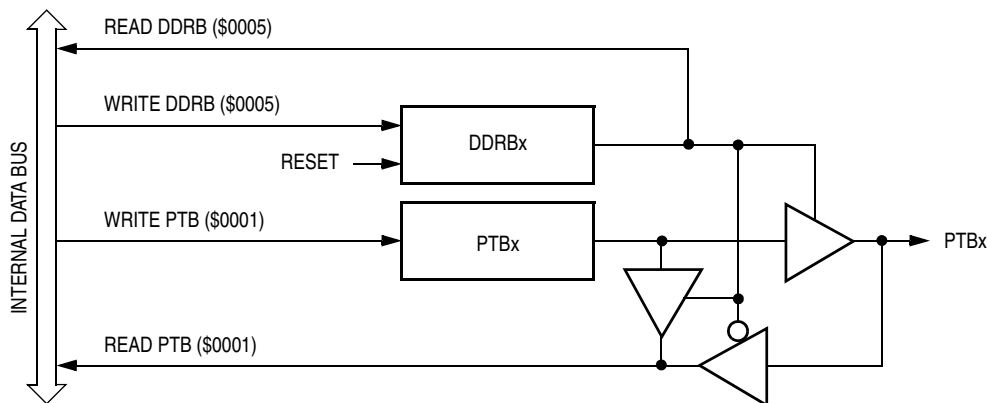 READ DDRB ($0005)
WRITE DDRB ($0005)
DDRBx
RESET
INTERNAL DATA BUS
WRITE PTB ($0001)
PTBx
PTBx
READ PTB ($0001)